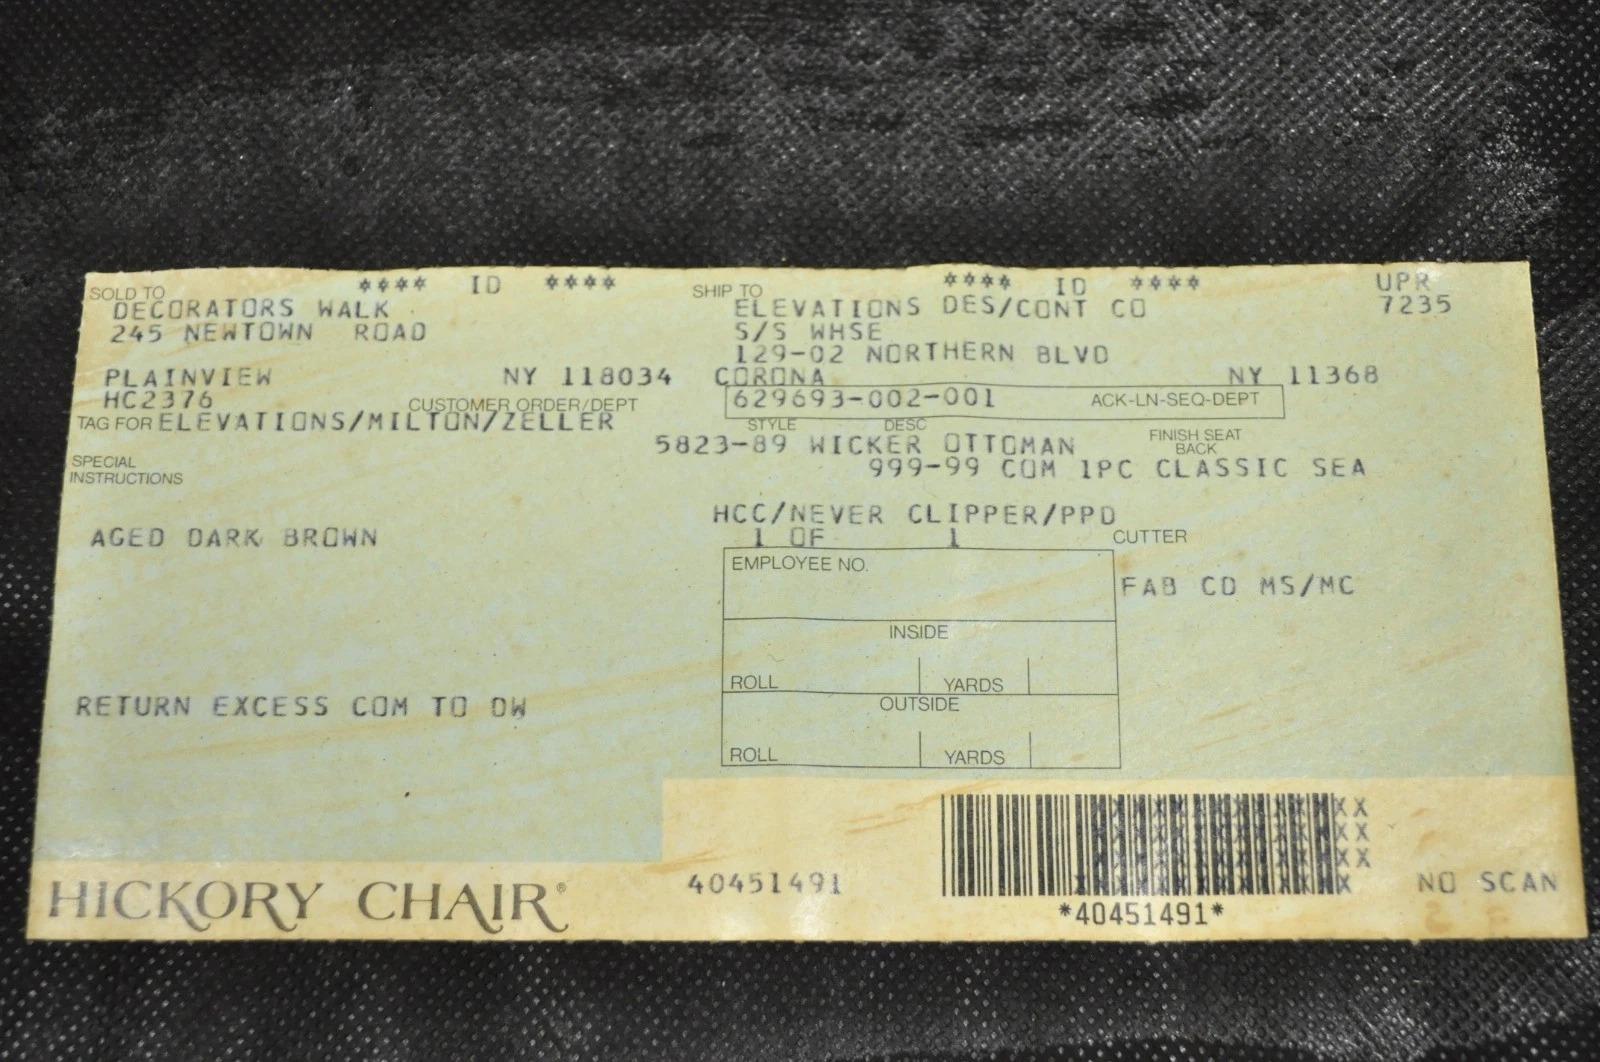 **** ID ****
**** ID ****
UPR
SOLD TO
SHIP TO
DECORATORS WALK
ELEVATIONS DES/CONT CO
7235
245 NEWTOWN ROAD
S/S WHSE
129-02 NORTHERN BLVD
PLAINVIEW NY 118034
CORONA NY 11368
HC2376
CUSTOMER ORDER/DEPT
629693-002-001 ACK-LN-SEQ-DEPT
TAG FOR ELEVATIONS/MILTON/ZELLER
STYLE DESC
FINISH SEAT
BACK
5823-89 WICKER OTTOMAN
SPECIAL
INSTRUCTIONS
999-99 COM 1PC CLASSIC SEA
HCC/NEVER CLIPPER/PPD
AGED DARK BROWN
1 OF 1
CUTTER
EMPLOYEE NO.
FAB CD MS/MC
INSIDE
ROLL YARDS
RETURN EXCESS COM TO DW
OUTSIDE
ROLL YARDS
HICKORY CHAIR®
40451491
*40451491*
NO SCAN